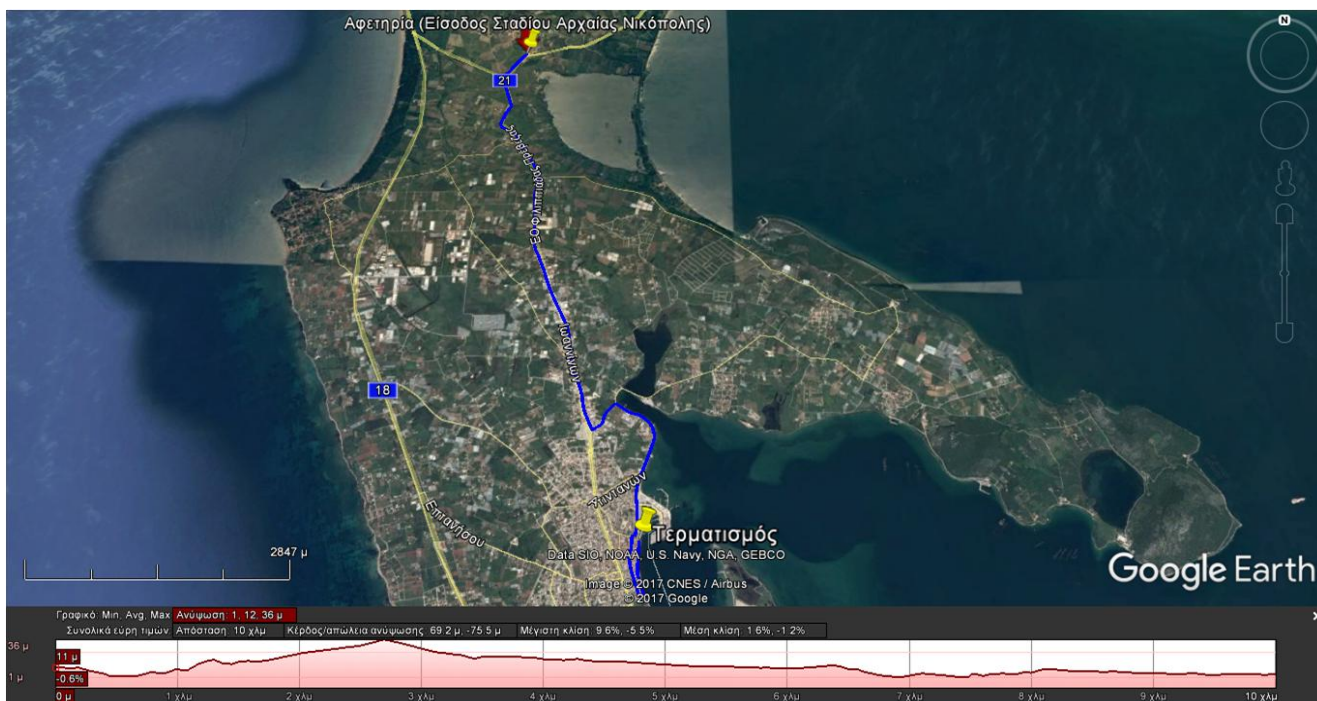 Αφετηρία (Είσοδος Σταδίου Αρχαίας Νικόπολης)
N
21
Εθν. Φιλιππιάδος Πρεβέζης
Ιωαννίνων
18
Επτανήσου
Τερματισμός
Data SIO, NOAA, U.S. Navy, NGA, GEBCO
2847 μ
Image © 2017 CNES / Airbus
© 2017 Google
Google Earth
Γραφικό: Min, Avg, Max Ανύψωση: 1, 12, 36 μ
Συνολικά εύρη τιμών: Απόσταση: 10 χλμ Κέρδος/απώλεια ανύψωσης: 69.2 μ, -75.5 μ Μέγιστη κλίση: 9.6%, -5.5% Μέση κλίση: 1.6%, -1.2%
36 μ
11 μ
1 μ
-0.6%
0 μ 1 χλμ 2 χλμ 3 χλμ 4 χλμ 5 χλμ 6 χλμ 7 χλμ 8 χλμ 9 χλμ 10 χλμ